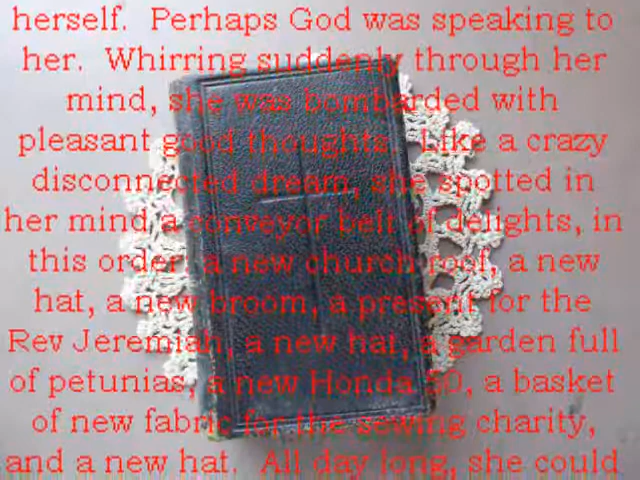 herself. Perhaps God was speaking to
her. Whirring suddenly through her
mind, she was bombarded with
pleasant good thoughts. Like a crazy
disconnected dream, she spotted in
her mind a conveyor belt of delights, in
this order: a new church roof, a new
hat, a new broom, a present for the
Rev Jeremiah, a new hat, a garden full
of petunias, a new Honda 50, a basket
of new fabric for the sewing charity,
and a new hat. All day long, she could